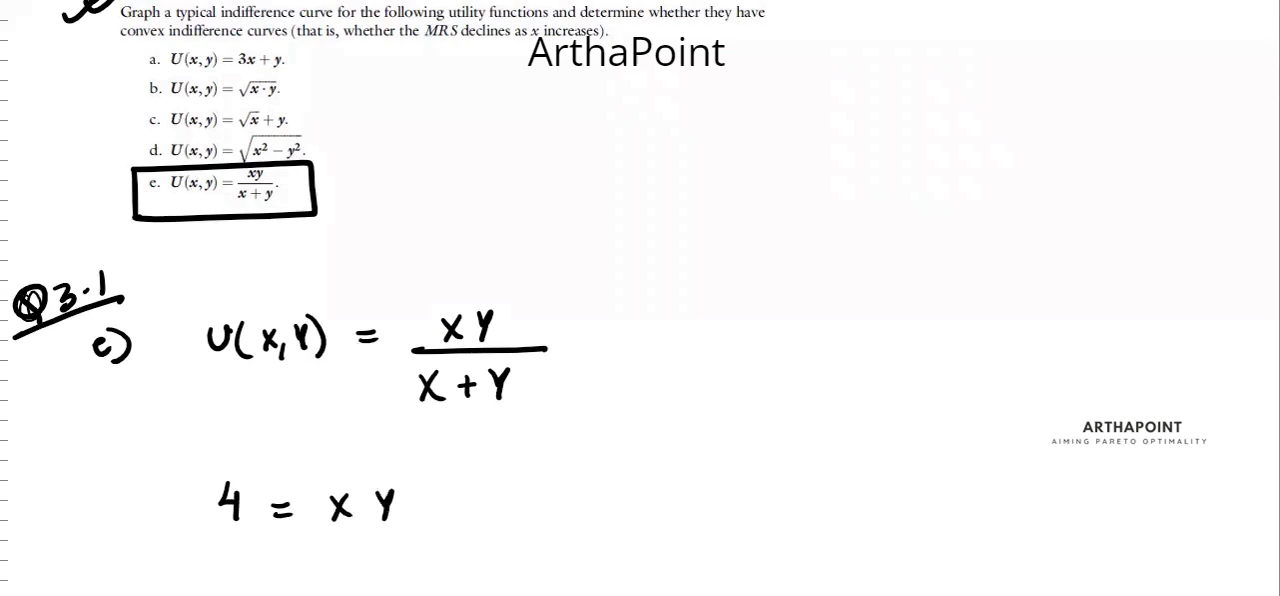 Graph a typical indifference curve for the following utility functions and determine whether they have
convex indifference curves (that is, whether the MRS declines as x increases).
ArthaPoint
a. U(x, y) = 3x + y.
b. U(x, y) = √x · y.
c. U(x, y) = √x + y.
d. U(x, y) = √x² − y².
e. U(x, y) = xy / x + y.
Q 3.1
e) U(X, Y) = XY / X + Y
ARTHAPOINT
AIMING PARETO OPTIMALITY
4 = X Y